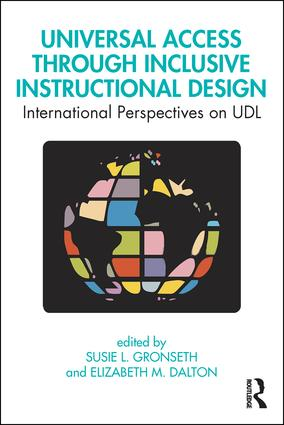 UNIVERSAL ACCESS
THROUGH INCLUSIVE
INSTRUCTIONAL DESIGN
International Perspectives on UDL
edited by
SUSIE L. GRONSETH
and ELIZABETH M. DALTON
ROUTLEDGE